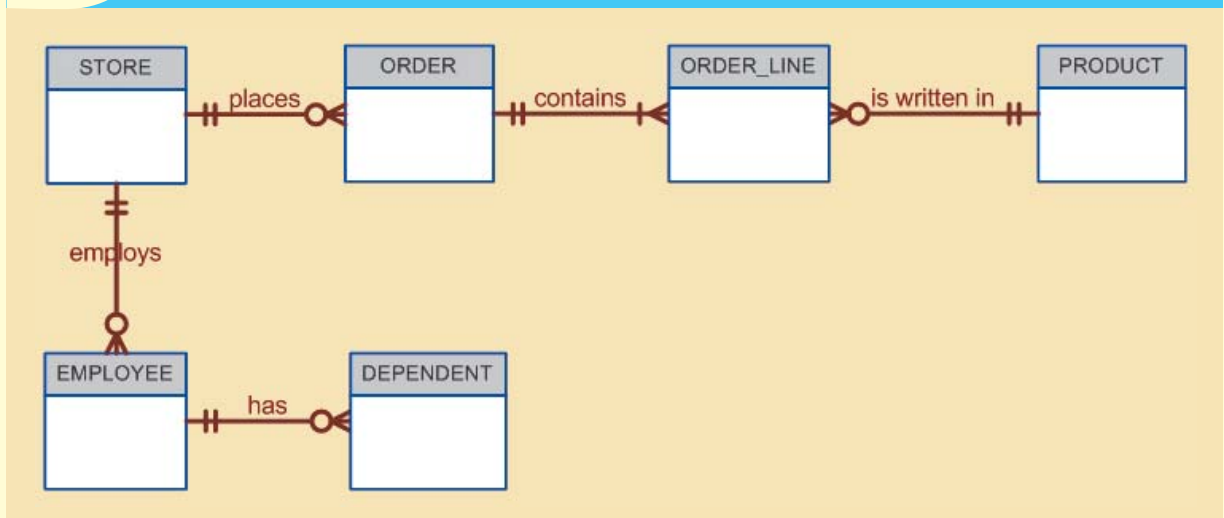 STORE
places
ORDER
contains
ORDER_LINE
is written in
PRODUCT
employs
EMPLOYEE
has
DEPENDENT